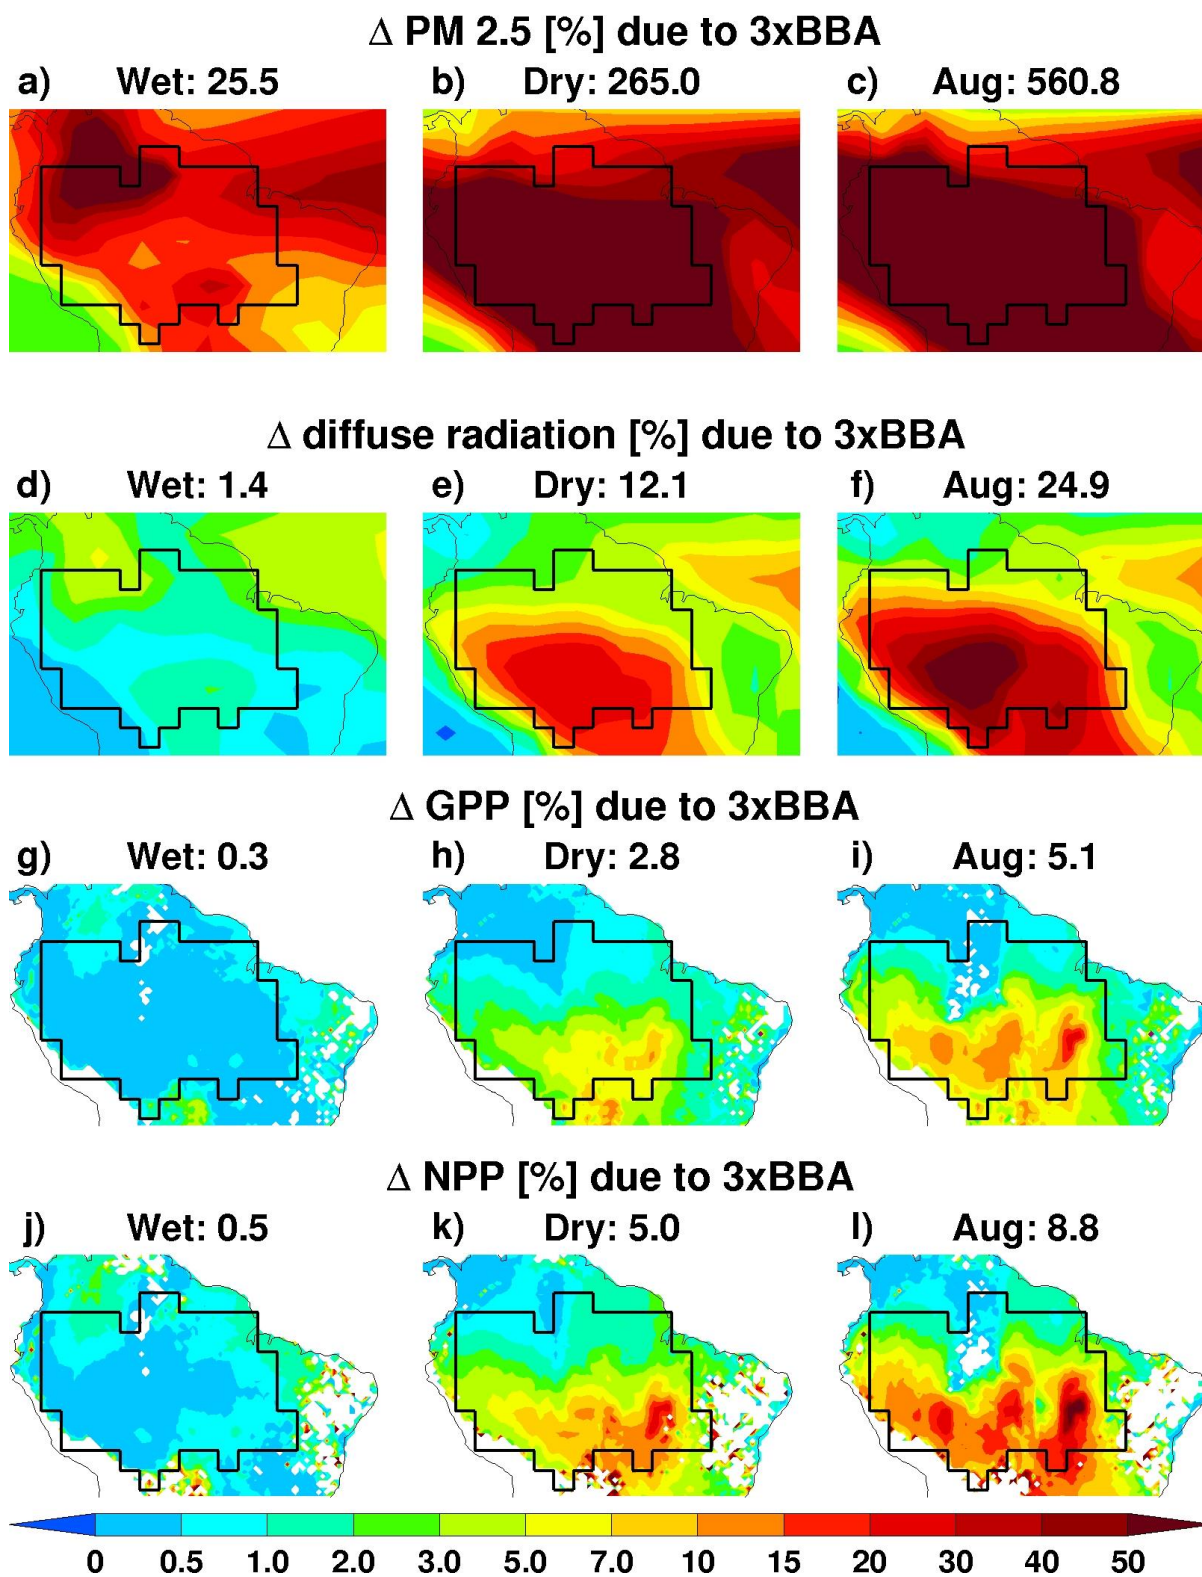 Δ PM 2.5 [%] due to 3xBBA
a) Wet: 25.5 b) Dry: 265.0 c) Aug: 560.8
Δ diffuse radiation [%] due to 3xBBA
d) Wet: 1.4 e) Dry: 12.1 f) Aug: 24.9
Δ GPP [%] due to 3xBBA
g) Wet: 0.3 h) Dry: 2.8 i) Aug: 5.1
Δ NPP [%] due to 3xBBA
j) Wet: 0.5 k) Dry: 5.0 l) Aug: 8.8
0 0.5 1.0 2.0 3.0 5.0 7.0 10 15 20 30 40 50